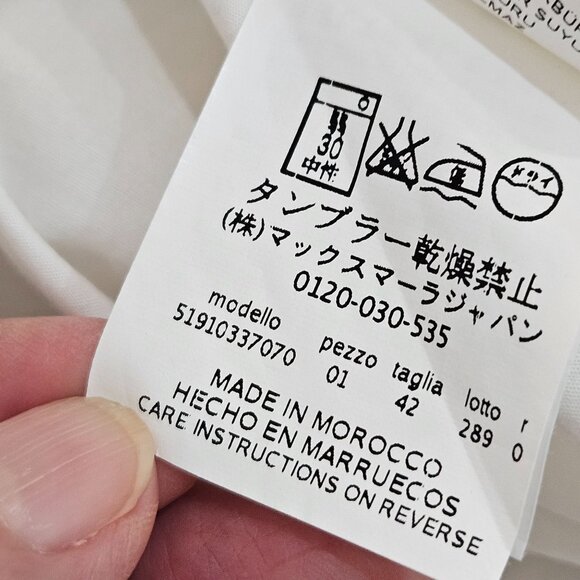 SUYU
30
中性
低
ドライ
タンブラー乾燥禁止
(株)マックスマーラジャパン
0120-030-535
modello pezzo taglia lotto r
51910337070 01 42 289 0
MADE IN MOROCCO
HECHO EN MARRUECOS
CARE INSTRUCTIONS ON REVERSE